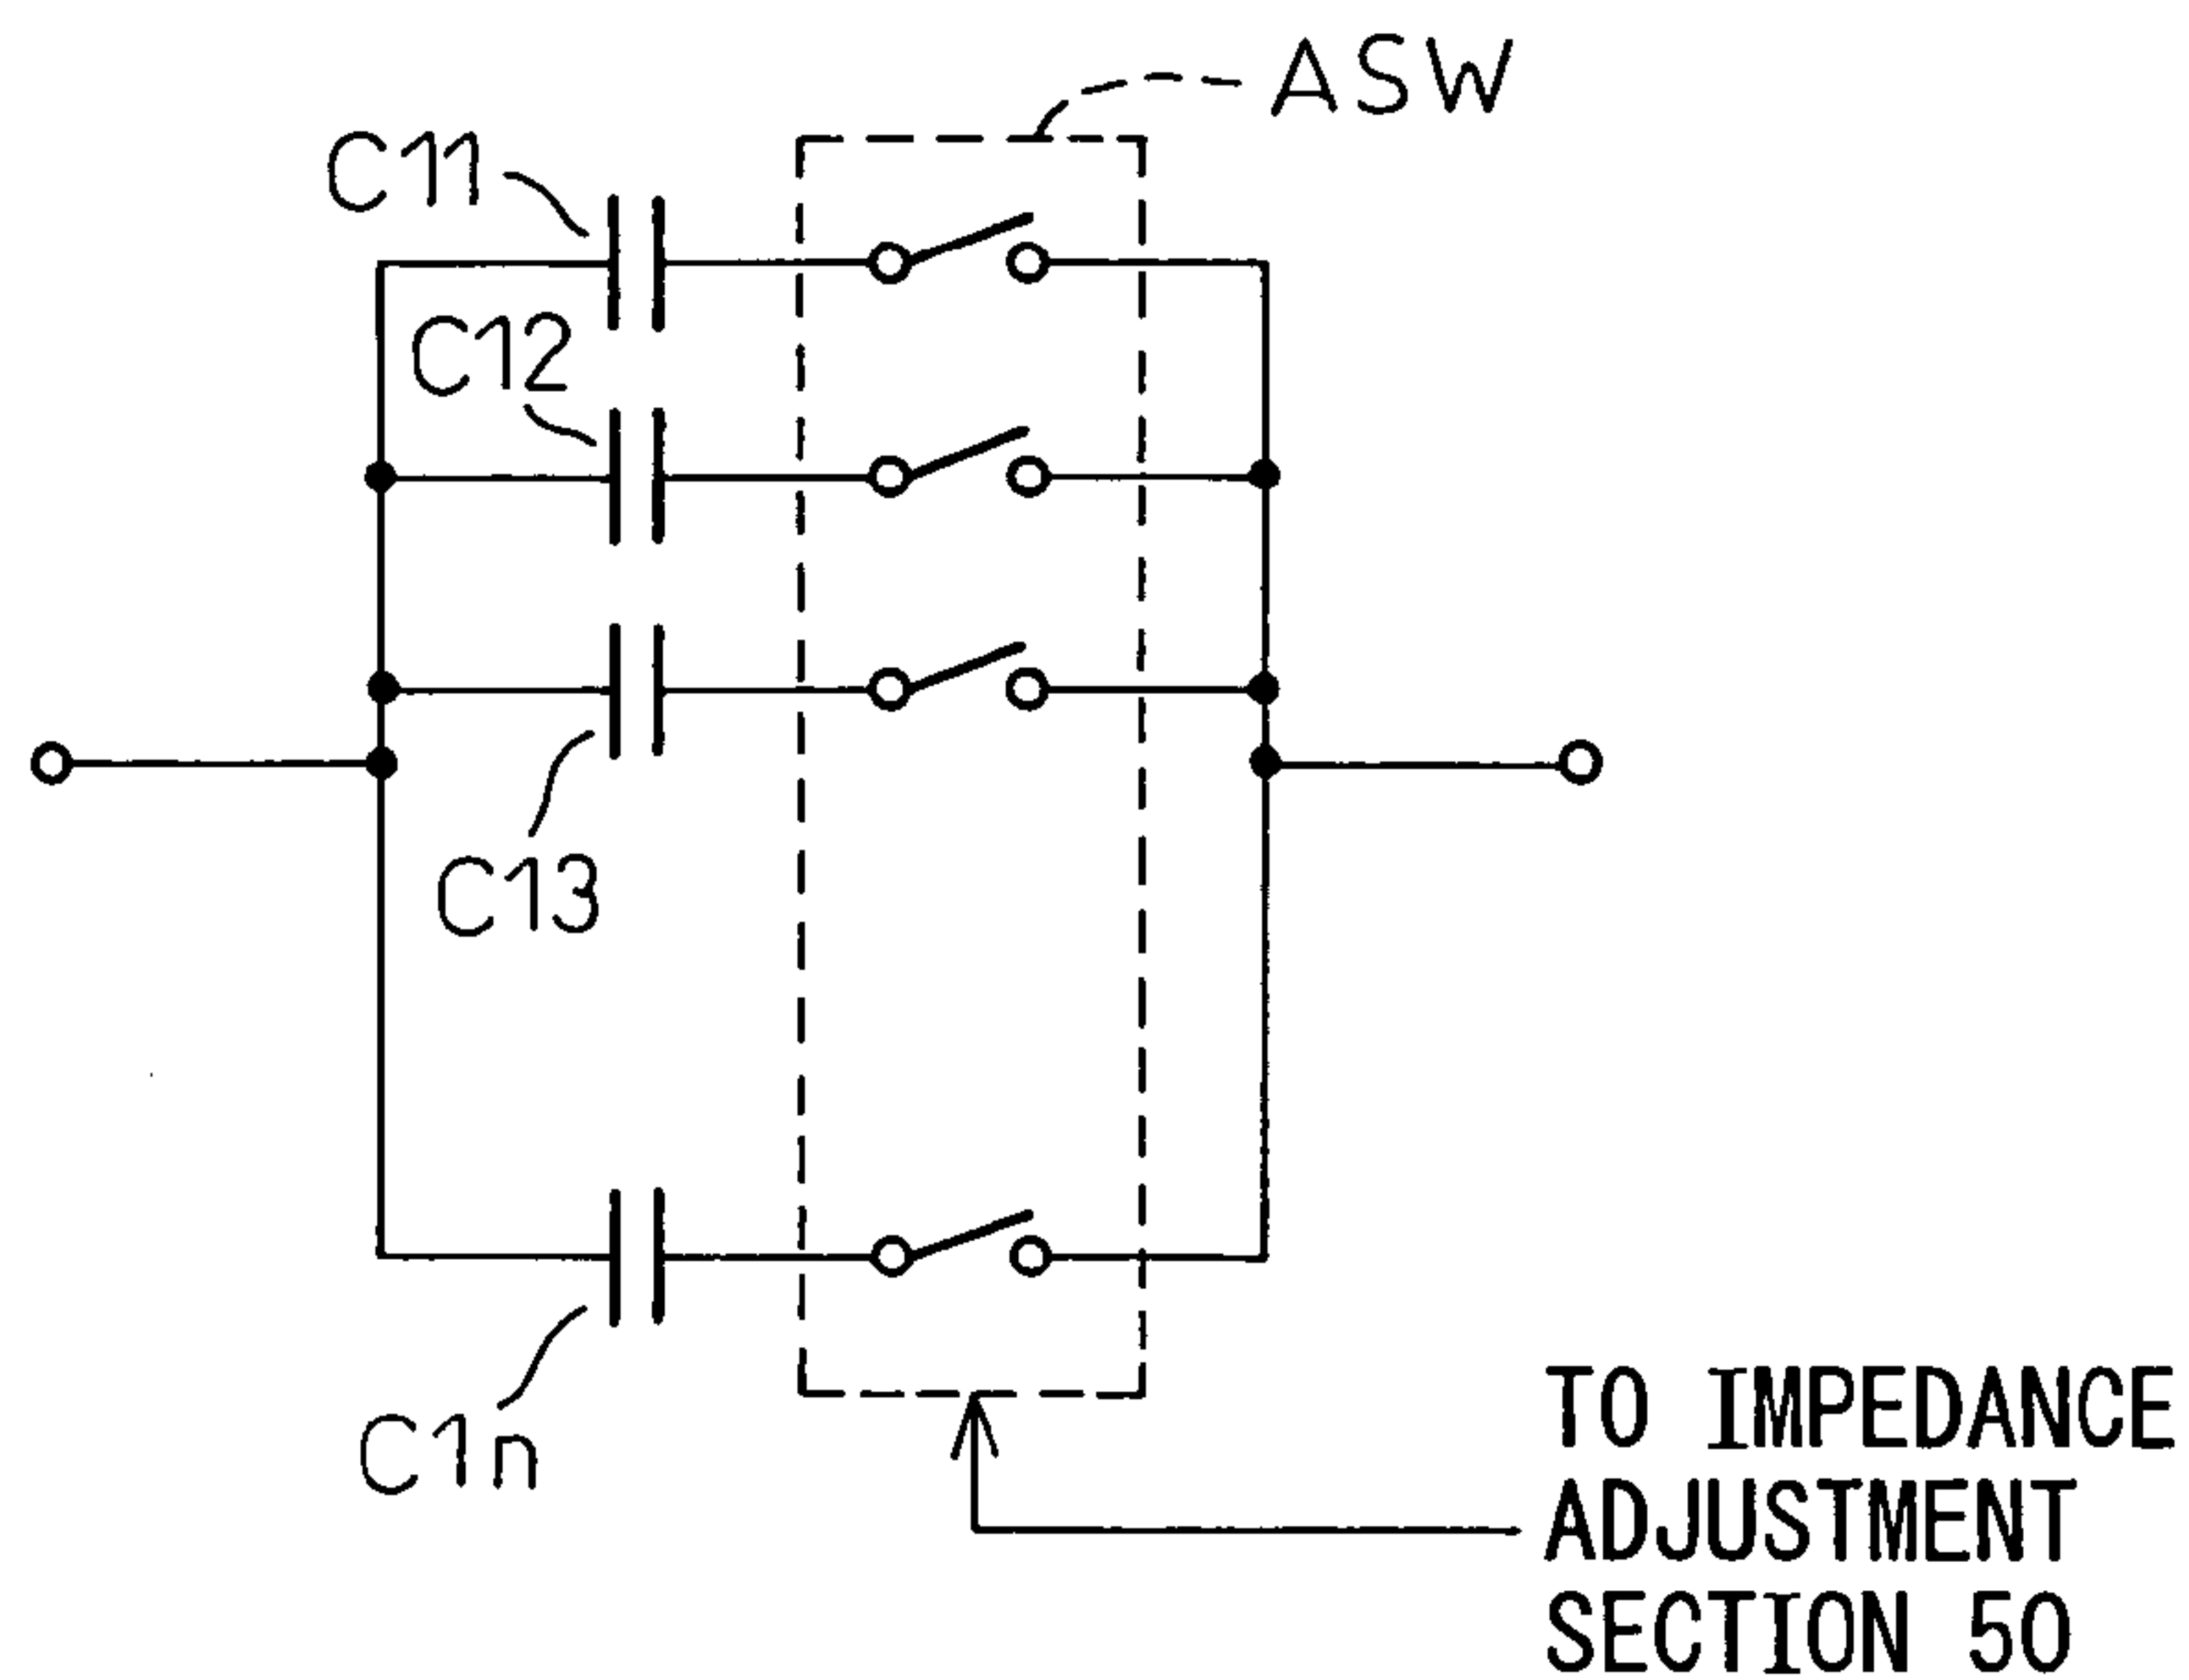 ASW
C11
C12
C13
C1n
TO IMPEDANCE
ADJUSTMENT
SECTION 50